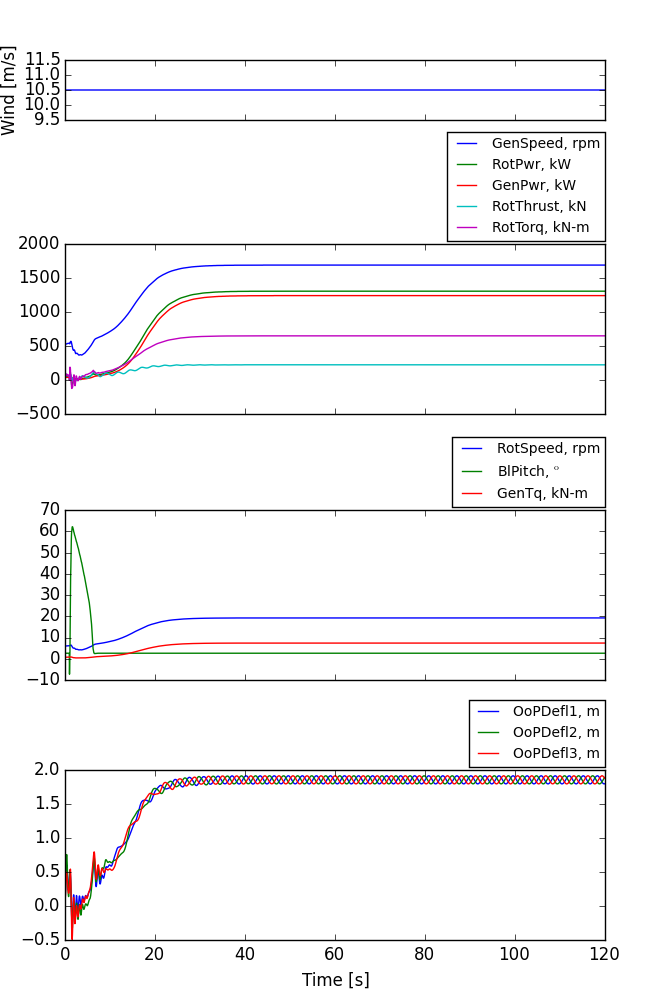 Wind [m/s]
11.5
11.0
10.5
10.0
9.5
GenSpeed, rpm
RotPwr, kW
GenPwr, kW
RotThrust, kN
RotTorq, kN-m
2000
1500
1000
500
0
−500
RotSpeed, rpm
BlPitch, °
GenTq, kN-m
70
60
50
40
30
20
10
0
−10
OoPDefl1, m
OoPDefl2, m
OoPDefl3, m
2.0
1.5
1.0
0.5
0.0
−0.5
0 20 40 60 80 100 120
Time [s]